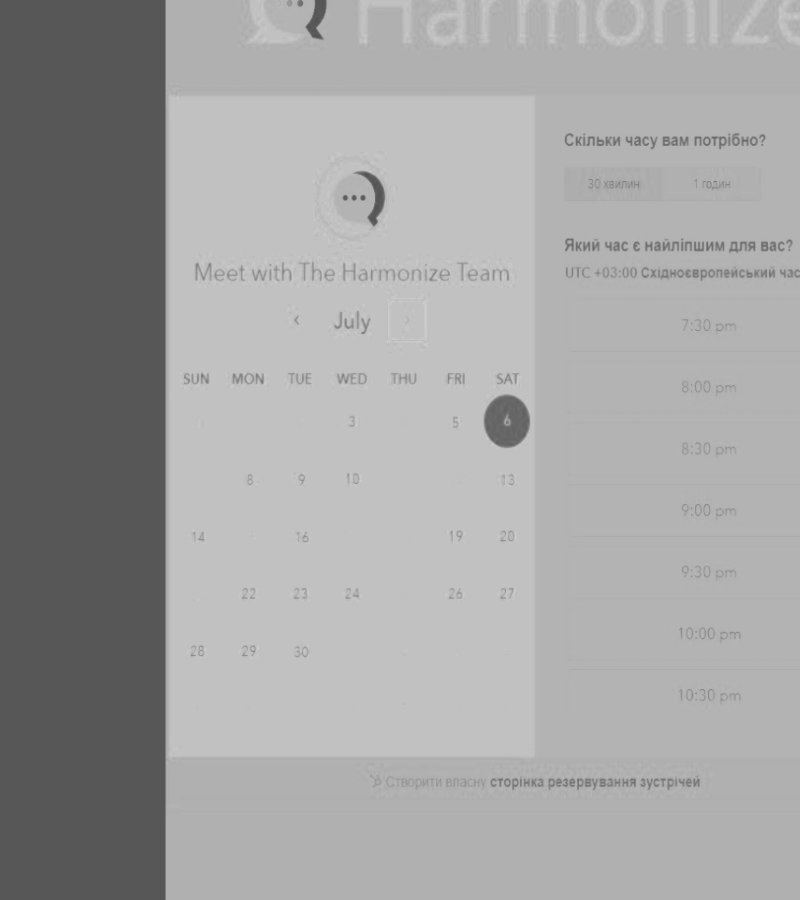 Harmonize
Скільки часу вам потрібно?
30 хвилин 1 годин
Meet with The Harmonize Team
Який час є найліпшим для вас?
UTC +03:00 Східноєвропейський час
‹ July ›
SUN MON TUE WED THU FRI SAT
3 5 6
8 9 10 13
14 16 19 20
22 23 24 26 27
28 29 30
7:30 pm
8:00 pm
8:30 pm
9:00 pm
9:30 pm
10:00 pm
10:30 pm
Створити власну сторінка резервування зустрічей